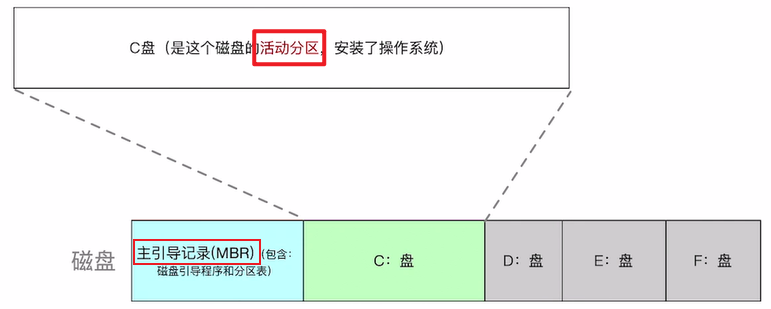 C盘（是这个磁盘的活动分区，安装了操作系统）
磁盘
主引导记录(MBR) (包含：
磁盘引导程序和分区表)
C：盘
D：盘
E：盘
F：盘